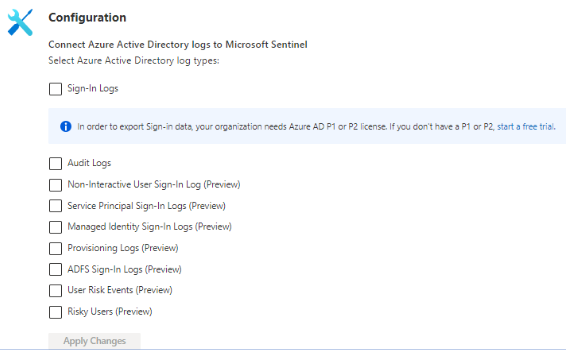 Configuration
Connect Azure Active Directory logs to Microsoft Sentinel
Select Azure Active Directory log types:
Sign-In Logs
In order to export Sign-in data, your organization needs Azure AD P1 or P2 license. If you don't have a P1 or P2, start a free trial.
Audit Logs
Non-Interactive User Sign-In Log (Preview)
Service Principal Sign-In Logs (Preview)
Managed Identity Sign-In Logs (Preview)
Provisioning Logs (Preview)
ADFS Sign-In Logs (Preview)
User Risk Events (Preview)
Risky Users (Preview)
Apply Changes